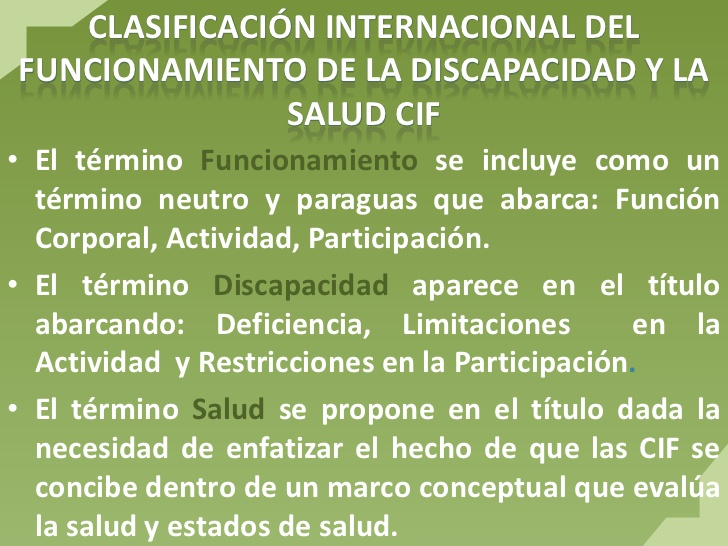 CLASIFICACIÓN INTERNACIONAL DEL
FUNCIONAMIENTO DE LA DISCAPACIDAD Y LA
SALUD CIF
• El término Funcionamiento se incluye como un
término neutro y paraguas que abarca: Función
Corporal, Actividad, Participación.
• El término Discapacidad aparece en el título
abarcando: Deficiencia, Limitaciones en la
Actividad y Restricciones en la Participación.
• El término Salud se propone en el título dada la
necesidad de enfatizar el hecho de que las CIF se
concibe dentro de un marco conceptual que evalúa
la salud y estados de salud.